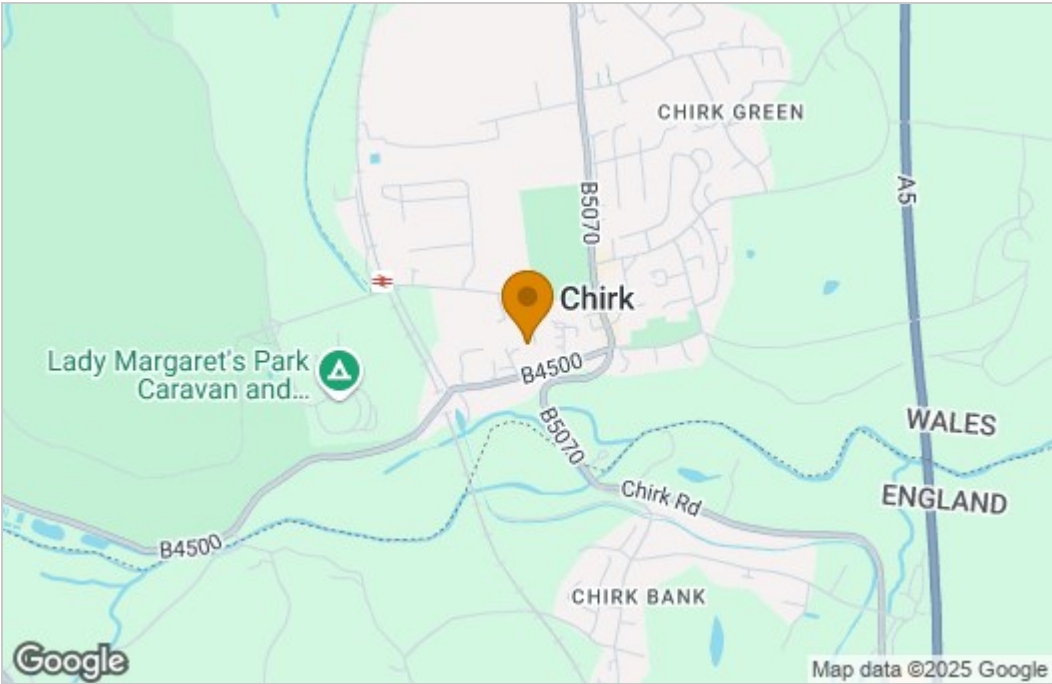 CHIRK GREEN
A5
B5070
Chirk
Lady Margaret's Park
Caravan and...
B4500
B5070
WALES
Chirk Rd
ENGLAND
B4500
CHIRK BANK
Google
Map data ©2025 Google